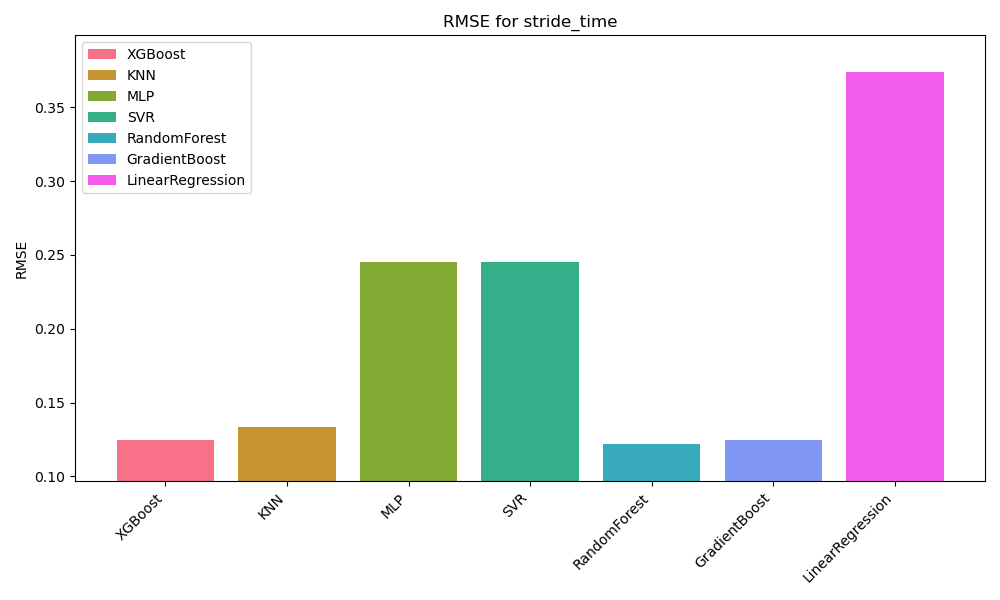 RMSE for stride_time
XGBoost
KNN
MLP
SVR
RandomForest
GradientBoost
LinearRegression
RMSE
0.35
0.30
0.25
0.20
0.15
0.10
XGBoost
KNN
MLP
SVR
RandomForest
GradientBoost
LinearRegression